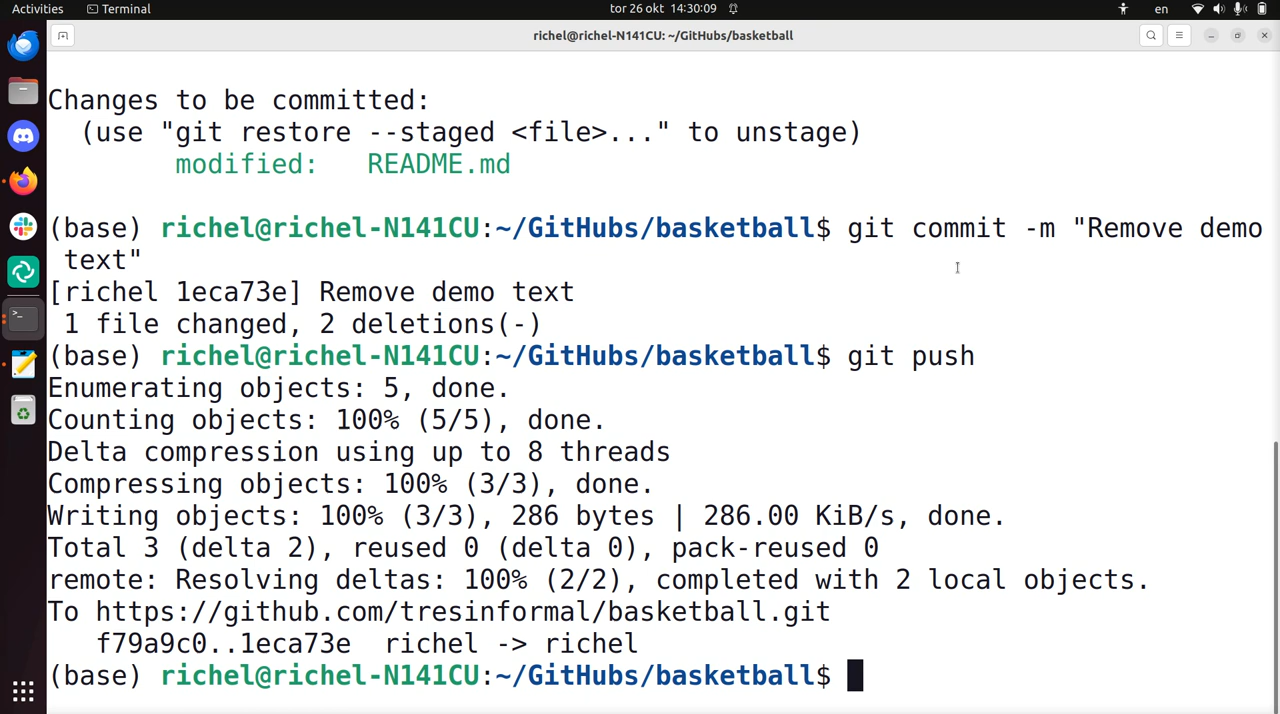 Activities Terminal tor 26 okt 14:30:09 en
richel@richel-N141CU: ~/GitHubs/basketball
Changes to be committed:
(use "git restore --staged <file>..." to unstage)
modified: README.md
(base) richel@richel-N141CU:~/GitHubs/basketball$ git commit -m "Remove demo
text"
[richel 1eca73e] Remove demo text
1 file changed, 2 deletions(-)
(base) richel@richel-N141CU:~/GitHubs/basketball$ git push
Enumerating objects: 5, done.
Counting objects: 100% (5/5), done.
Delta compression using up to 8 threads
Compressing objects: 100% (3/3), done.
Writing objects: 100% (3/3), 286 bytes | 286.00 KiB/s, done.
Total 3 (delta 2), reused 0 (delta 0), pack-reused 0
remote: Resolving deltas: 100% (2/2), completed with 2 local objects.
To https://github.com/tresinformal/basketball.git
f79a9c0..1eca73e richel -> richel
(base) richel@richel-N141CU:~/GitHubs/basketball$